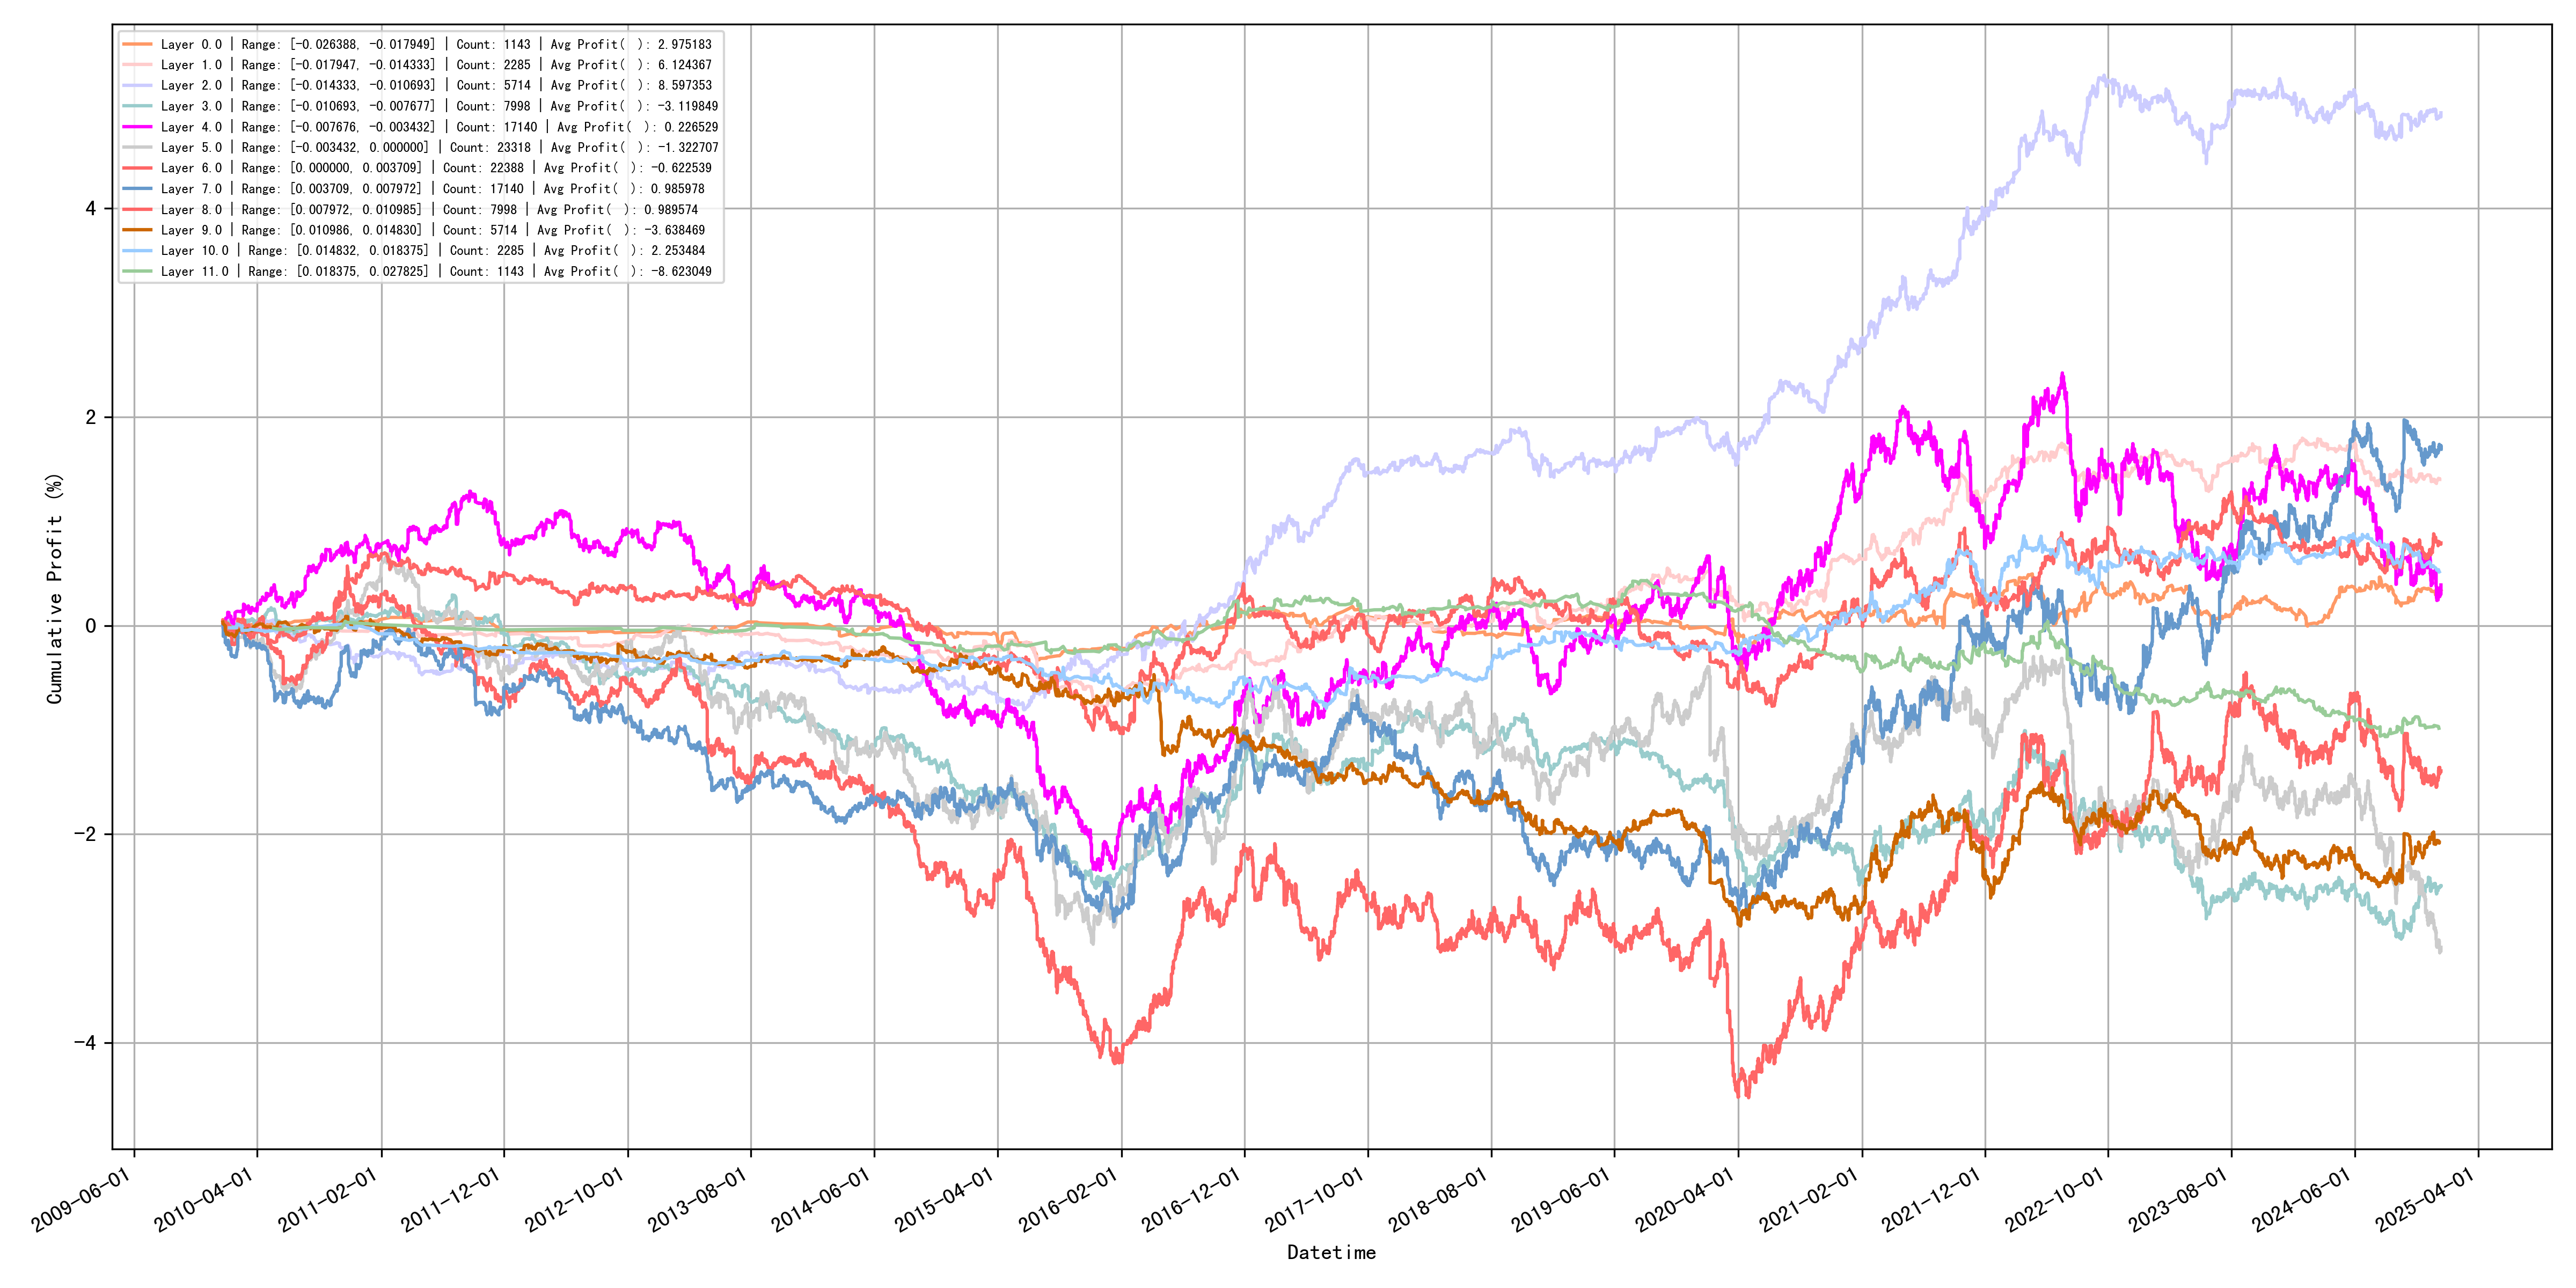 Layer 0.0 | Range: [-0.026388, -0.017949] | Count: 1143 | Avg Profit( ): 2.975183
Layer 1.0 | Range: [-0.017947, -0.014333] | Count: 2285 | Avg Profit( ): 6.124367
Layer 2.0 | Range: [-0.014333, -0.010693] | Count: 5714 | Avg Profit( ): 8.597353
Layer 3.0 | Range: [-0.010693, -0.007677] | Count: 7998 | Avg Profit( ): -3.119849
Layer 4.0 | Range: [-0.007676, -0.003432] | Count: 17140 | Avg Profit( ): 0.226529
Layer 5.0 | Range: [-0.003432, 0.000000] | Count: 23318 | Avg Profit( ): -1.322707
Layer 6.0 | Range: [0.000000, 0.003709] | Count: 22388 | Avg Profit( ): -0.622539
Layer 7.0 | Range: [0.003709, 0.007972] | Count: 17140 | Avg Profit( ): 0.985978
Layer 8.0 | Range: [0.007972, 0.010985] | Count: 7998 | Avg Profit( ): 0.989574
Layer 9.0 | Range: [0.010986, 0.014830] | Count: 5714 | Avg Profit( ): -3.638469
Layer 10.0 | Range: [0.014832, 0.018375] | Count: 2285 | Avg Profit( ): 2.253484
Layer 11.0 | Range: [0.018375, 0.027825] | Count: 1143 | Avg Profit( ): -8.623049
4
2
0
-2
-4
Cumulative Profit (%)
2009-06-01
2010-04-01
2011-02-01
2011-12-01
2012-10-01
2013-08-01
2014-06-01
2015-04-01
2016-02-01
2016-12-01
2017-10-01
2018-08-01
2019-06-01
2020-04-01
2021-02-01
2021-12-01
2022-10-01
2023-08-01
2024-06-01
2025-04-01
Datetime